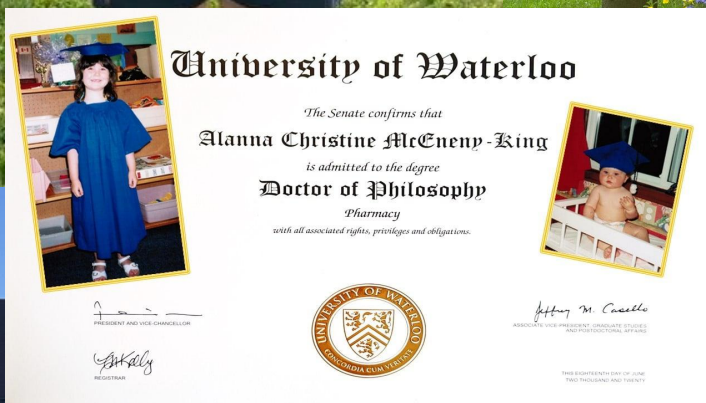 University of Waterloo
The Senate confirms that
Alanna Christine McEneny-King
is admitted to the degree
Doctor of Philosophy
Pharmacy
with all associated rights, privileges and obligations.
PRESIDENT AND VICE-CHANCELLOR
REGISTRAR
UNIVERSITY OF WATERLOO
CONCORDIA CUM VERITATE
Jeffrey M. Casello
ASSOCIATE VICE-PRESIDENT, GRADUATE STUDIES
AND POSTDOCTORAL AFFAIRS
THIS EIGHTEENTH DAY OF JUNE
TWO THOUSAND AND TWENTY